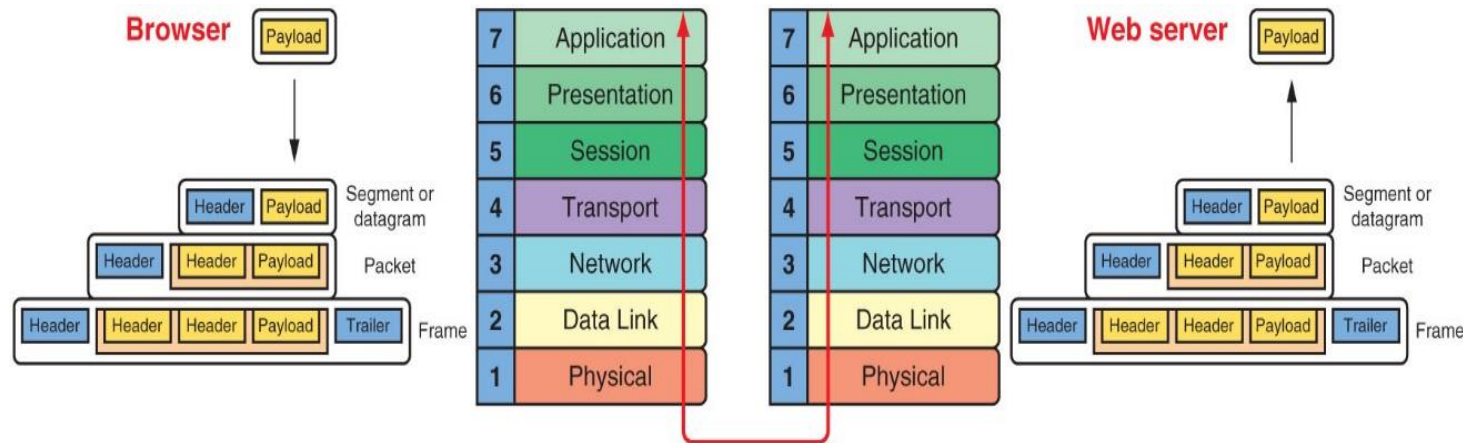 Browser
Payload
7 Application
6 Presentation
5 Session
4 Transport
3 Network
2 Data Link
1 Physical
7 Application
6 Presentation
5 Session
4 Transport
3 Network
2 Data Link
1 Physical
Web server
Payload
Header Payload
Segment or
datagram
Header Header Payload
Packet
Header Header Header Payload Trailer
Frame
Header Payload
Segment or
datagram
Header Header Payload
Packet
Header Header Header Payload Trailer
Frame